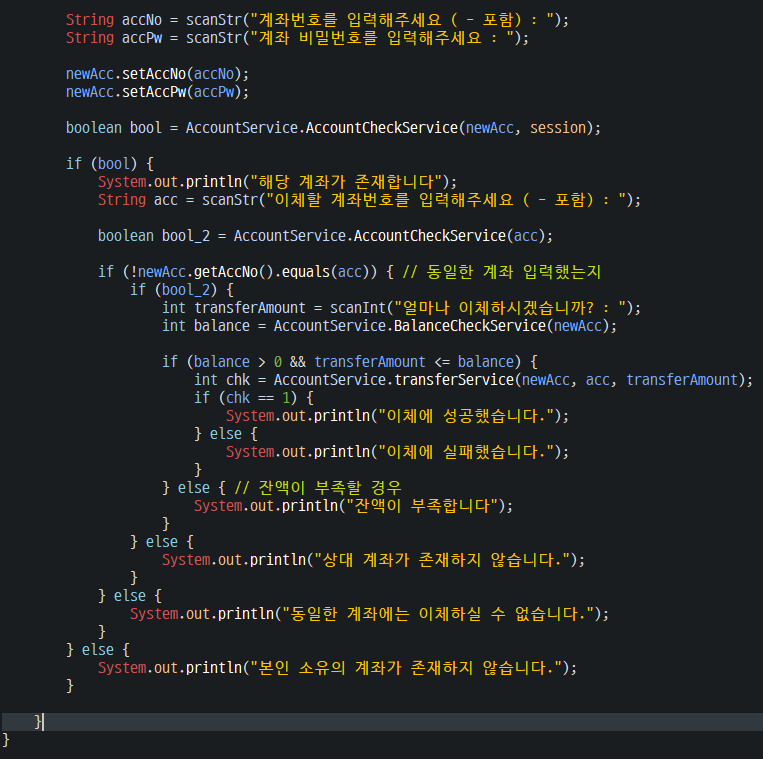 String accNo = scanStr("계좌번호를 입력해주세요 ( - 포함) : ");
String accPw = scanStr("계좌 비밀번호를 입력해주세요 : ");
newAcc.setAccNo(accNo);
newAcc.setAccPw(accPw);
boolean bool = AccountService.AccountCheckService(newAcc, session);
if (bool) {
System.out.println("해당 계좌가 존재합니다");
String acc = scanStr("이체할 계좌번호를 입력해주세요 ( - 포함) : ");
boolean bool_2 = AccountService.AccountCheckService(acc);
if (!newAcc.getAccNo().equals(acc)) { // 동일한 계좌 입력했는지
if (bool_2) {
int transferAmount = scanInt("얼마나 이체하시겠습니까? : ");
int balance = AccountService.BalanceCheckService(newAcc);
if (balance > 0 && transferAmount <= balance) {
int chk = AccountService.transferService(newAcc, acc, transferAmount);
if (chk == 1) {
System.out.println("이체에 성공했습니다.");
} else {
System.out.println("이체에 실패했습니다.");
}
} else { // 잔액이 부족할 경우
System.out.println("잔액이 부족합니다");
}
} else {
System.out.println("상대 계좌가 존재하지 않습니다.");
}
} else {
System.out.println("동일한 계좌에는 이체하실 수 없습니다.");
}
} else {
System.out.println("본인 소유의 계좌가 존재하지 않습니다.");
}
}
}